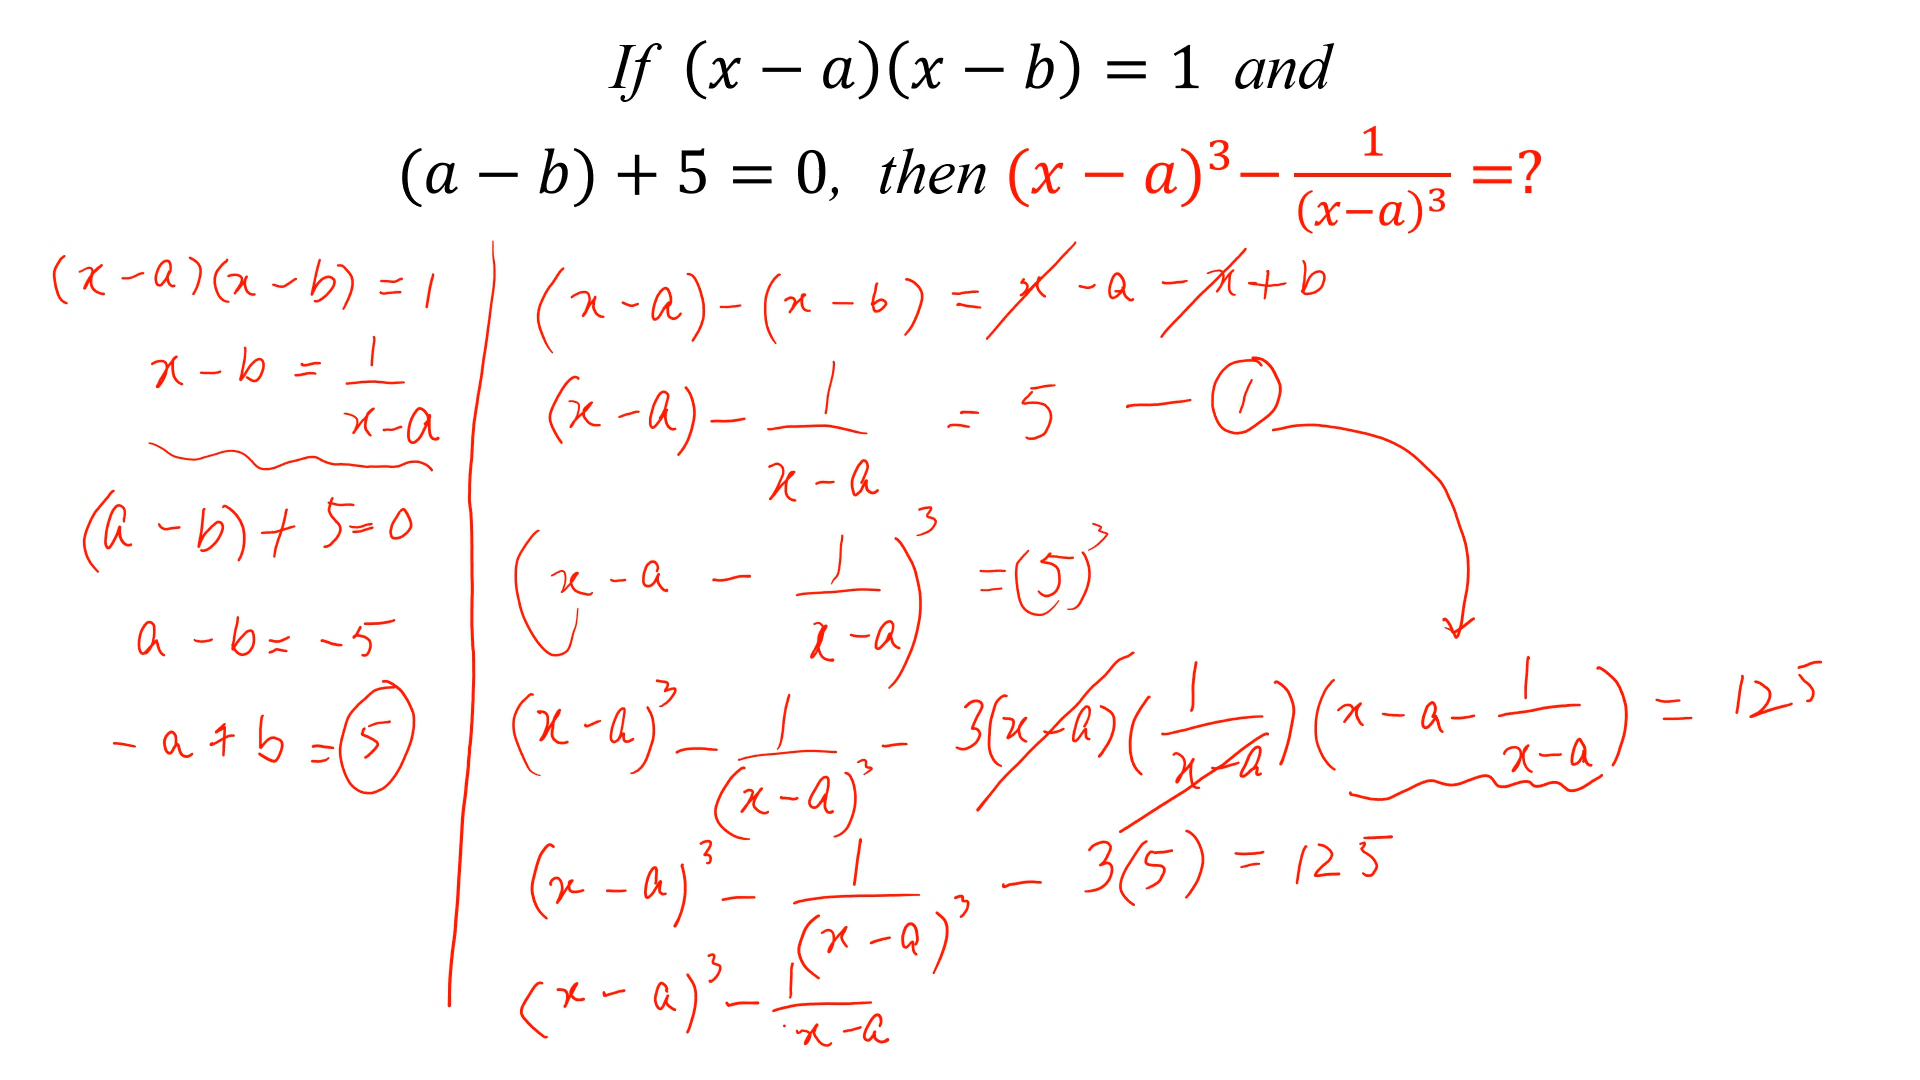 If (x − a)(x − b) = 1 and
(a − b) + 5 = 0, then (x − a)³ − 1/(x−a)³ =?
(x − a)(x − b) = 1
x − b = 1/(x−a)
(a − b) + 5 = 0
a − b = −5
− a + b = 5
(x − a) − (x − b) = x − a − x + b
(x − a) − 1/(x − a) = 5 — ①
(x − a − 1/(x − a))³ = (5)³
(x − a)³ − 1/(x − a)³ − 3(x − a)(1/(x − a))(x − a − 1/(x − a)) = 125
(x − a)³ − 1/(x − a)³ − 3(5) = 125
(x − a)³ − 1/x − a